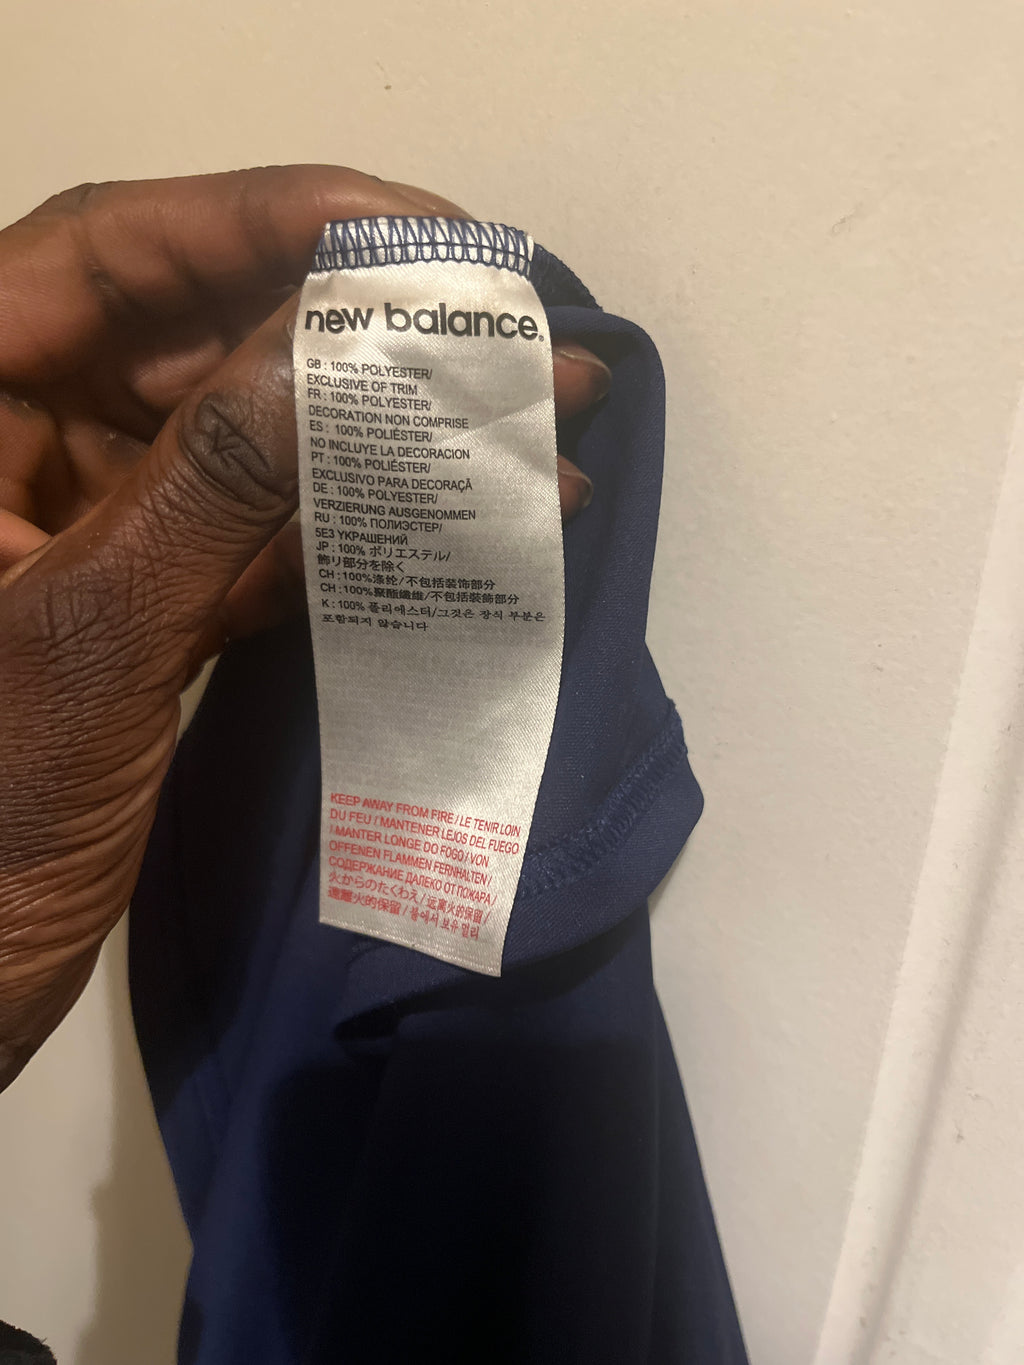 new balance.
GB : 100% POLYESTER/
EXCLUSIVE OF TRIM
FR : 100% POLYESTER/
DECORATION NON COMPRISE
ES : 100% POLIÉSTER/
NO INCLUYE LA DECORACION
PT : 100% POLIÉSTER/
EXCLUSIVO PARA DECORAÇÃ
DE : 100% POLYESTER/
VERZIERUNG AUSGENOMMEN
RU : 100% ПОЛИЭСТЕР/
5E3 УКРАШЕНИЙ
JP : 100% ポリエステル/
飾り部分を除く
CH : 100%涤纶/不包括装饰部分
CH : 100%聚酯纖維/不包括裝飾部分
K : 100% 폴리에스터/그것은 장식 부분은
포함되지 않습니다
KEEP AWAY FROM FIRE / LE TENIR LOIN
DU FEU / MANTENER LEJOS DEL FUEGO
/ MANTER LONGE DO FOGO / VON
OFFENEN FLAMMEN FERNHALTEN /
СОДЕРЖАНИЕ ДАЛЕКО ОТ ПОЖАРА /
火からのたくわえ / 远离火的保留 /
遠離火的保留 / 불에서 보유 멀리